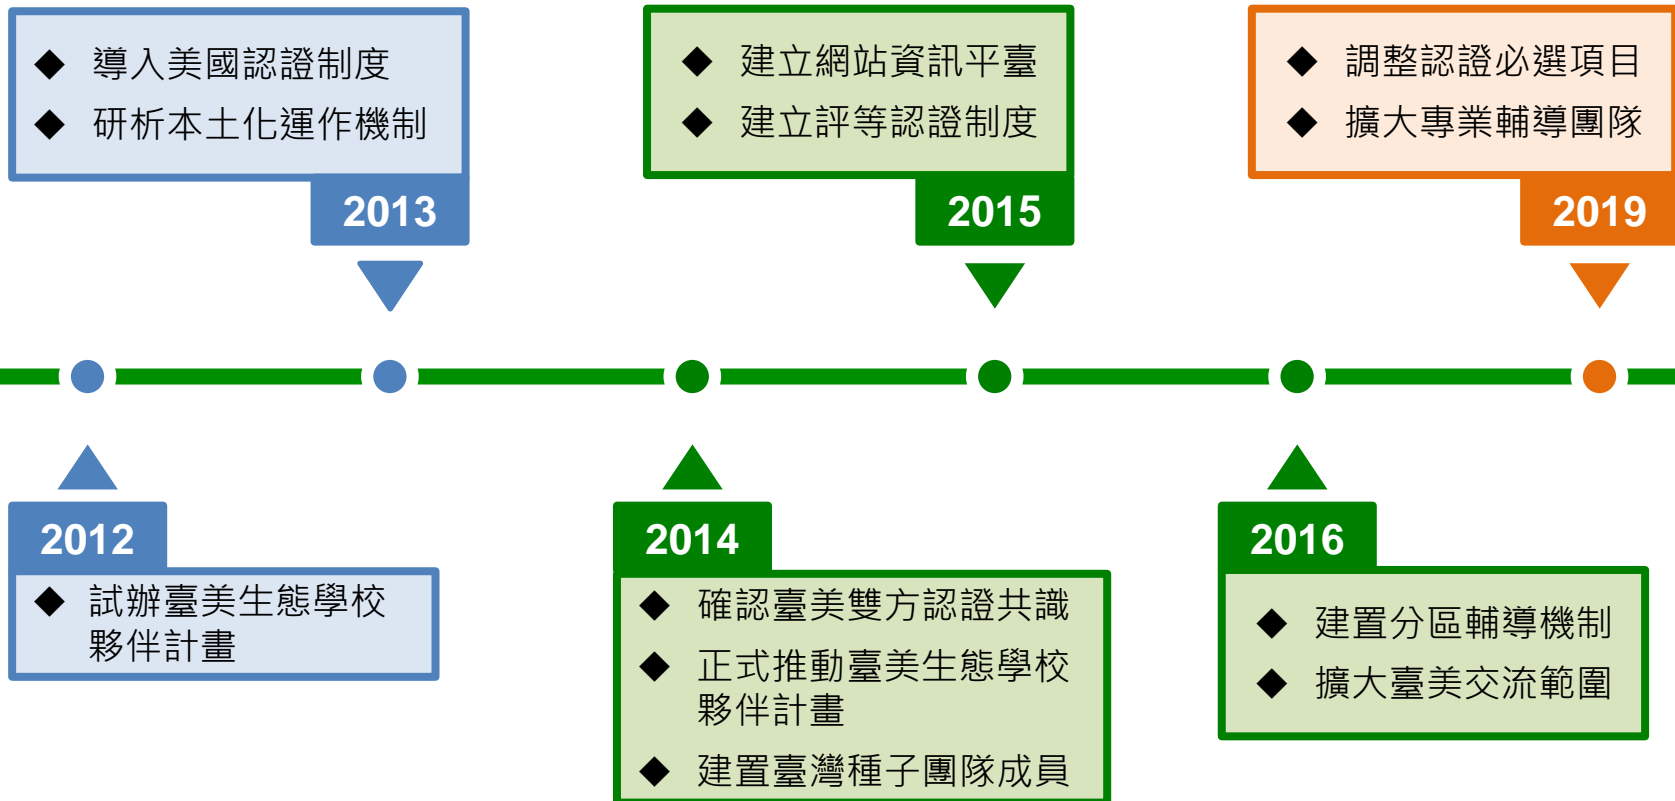 導入美國認證制度
研析本土化運作機制
2013
建立網站資訊平臺
建立評等認證制度
2015
調整認證必選項目
擴大專業輔導團隊
2019
2012
試辦臺美生態學校
夥伴計畫
2014
確認臺美雙方認證共識
正式推動臺美生態學校
夥伴計畫
建置臺灣種子團隊成員
2016
建置分區輔導機制
擴大臺美交流範圍